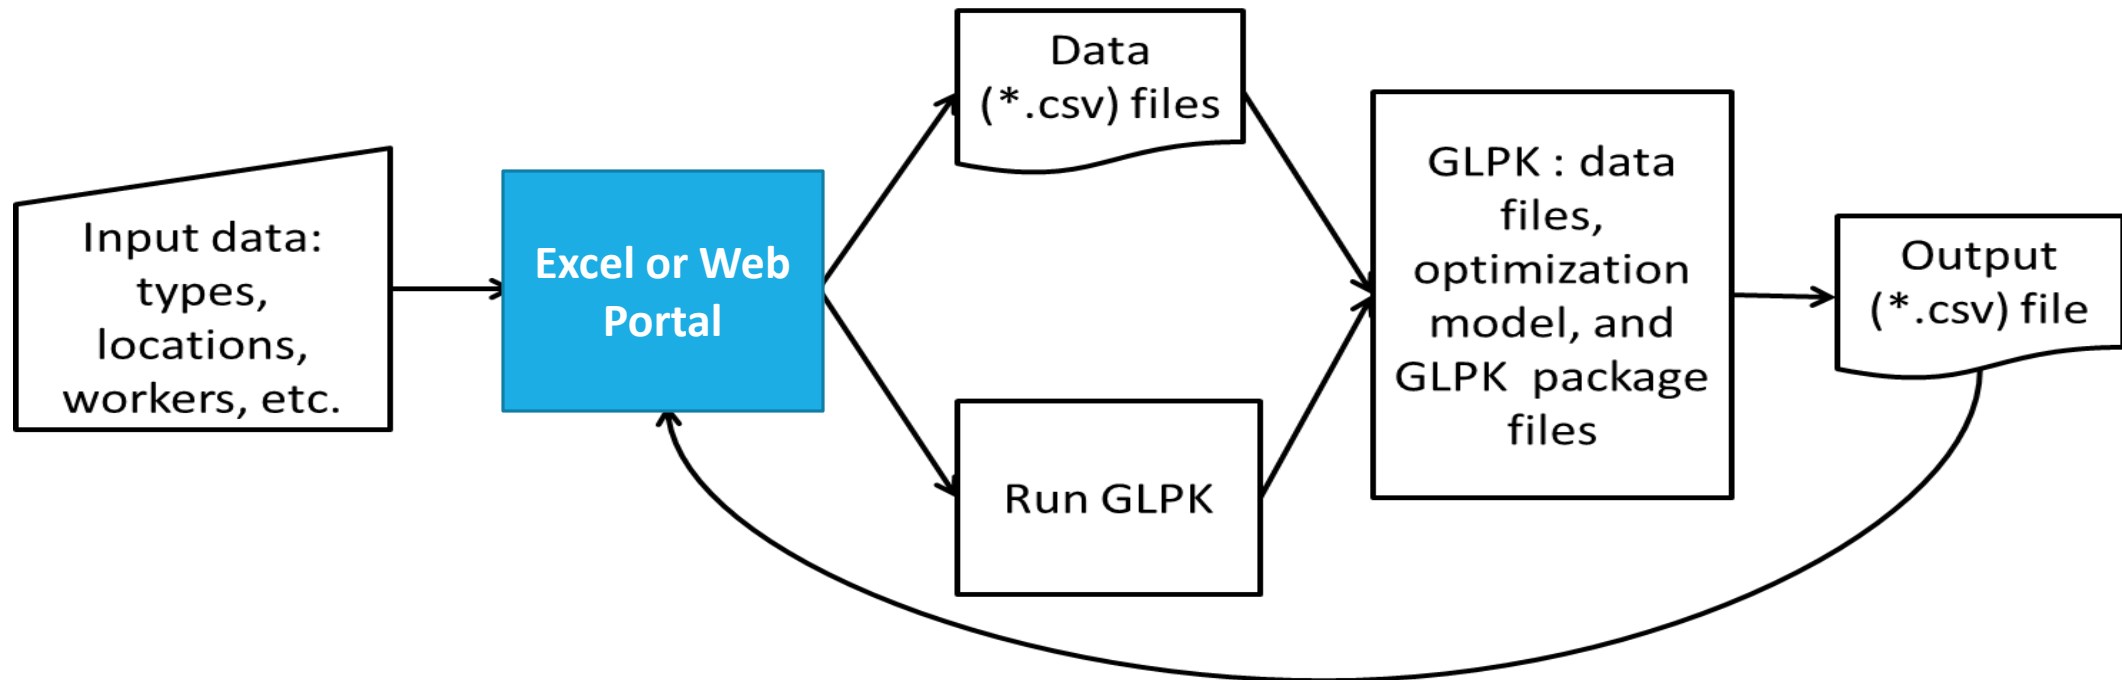 Input data:
types,
locations,
workers, etc.
Excel or Web
Portal
Data
(*.csv) files
Run GLPK
GLPK : data
files,
optimization
model, and
GLPK package
files
Output
(*.csv) file